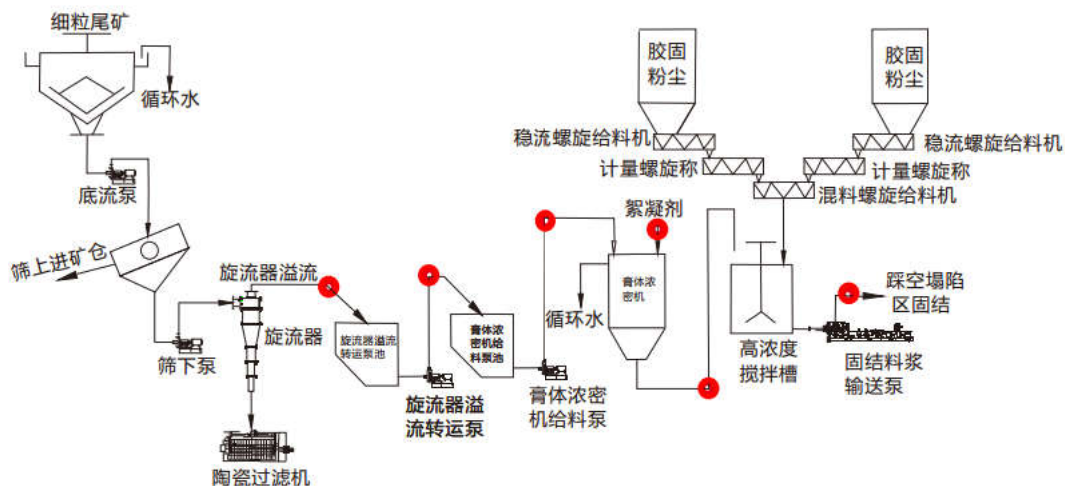 细粒尾矿
循环水
底流泵
筛上进矿仓
筛下泵
旋流器溢流
旋流器
陶瓷过滤机
旋流器溢流
转运泵池
旋流器溢
流转运泵
膏体浓密
机给
料泵池
膏体浓密
机给料泵
絮凝剂
膏体浓
密机
循环水
胶固
粉尘
胶固
粉尘
稳流螺旋给料机
稳流螺旋给料机
计量螺旋称
计量螺旋称
混料螺旋给料机
高浓度
搅拌槽
踩空塌陷
区固结
固结料浆
输送泵